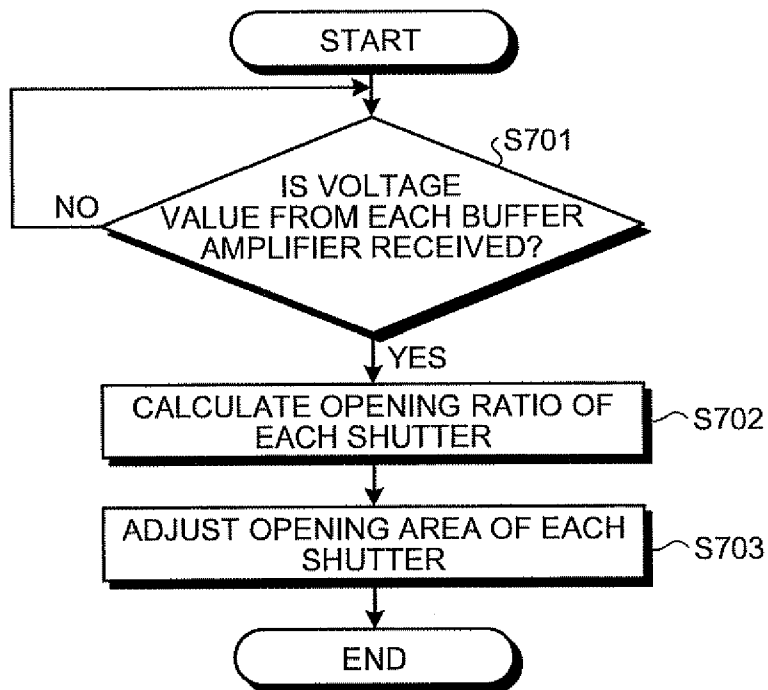 START
S701
IS VOLTAGE
VALUE FROM EACH BUFFER
AMPLIFIER RECEIVED?
NO
YES
CALCULATE OPENING RATIO OF
EACH SHUTTER
S702
ADJUST OPENING AREA OF EACH
SHUTTER
S703
END